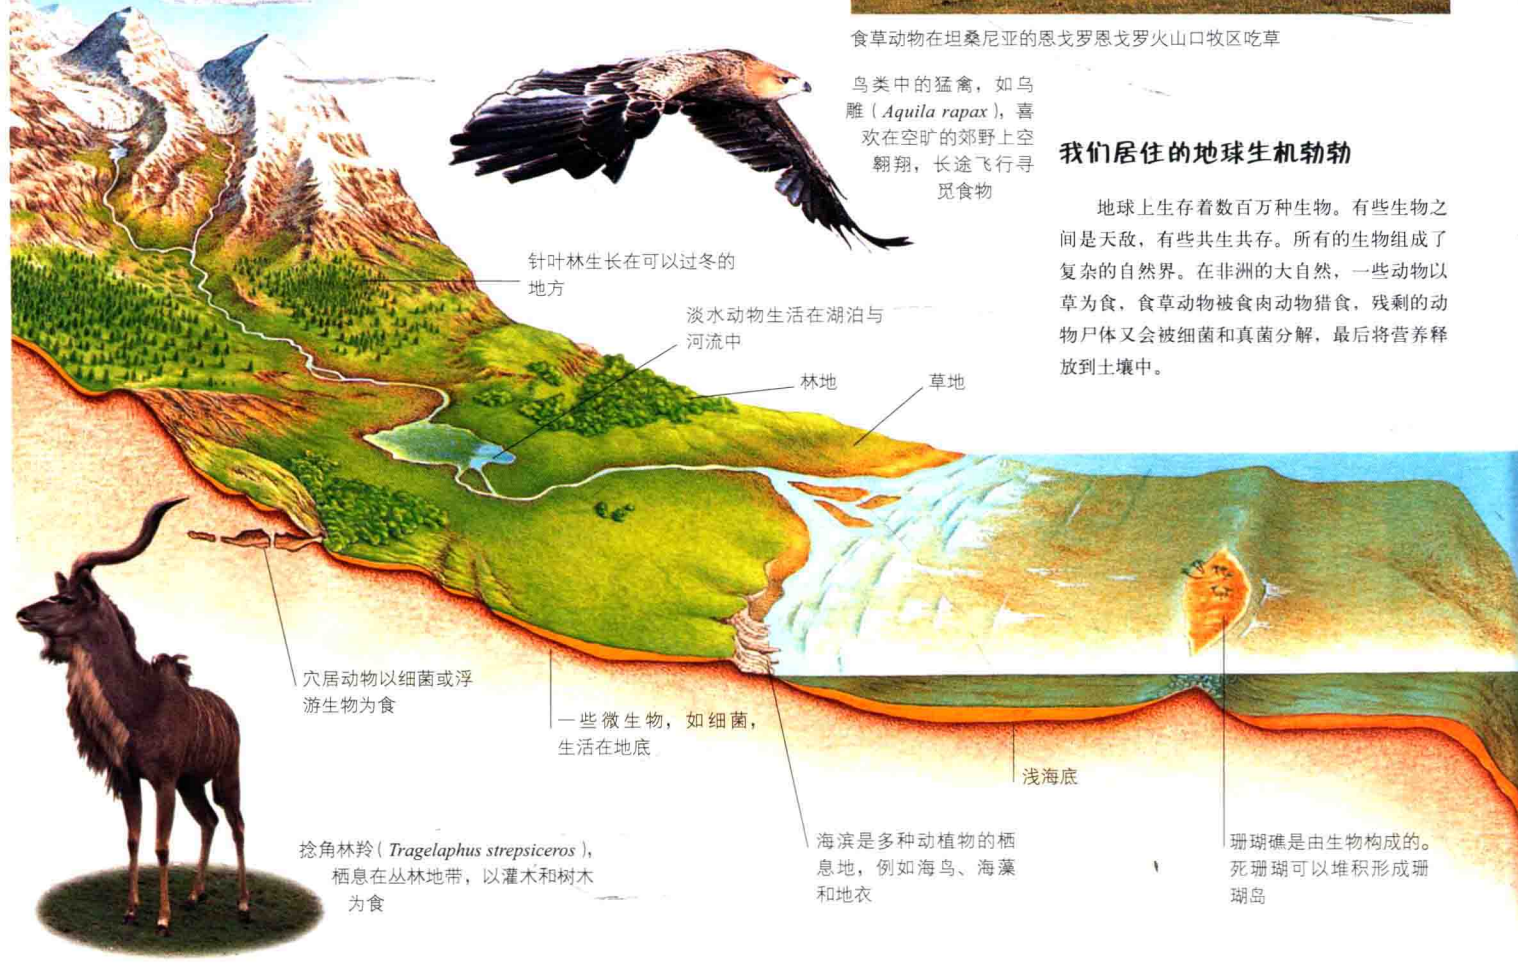 食草动物在坦桑尼亚的恩戈罗恩戈罗火山口牧区吃草
鸟类中的猛禽，如乌
雕（Aquila rapax），喜
欢在空旷的郊野上空
翱翔，长途飞行寻
觅食物
我们居住的地球生机勃勃
地球上生存着数百万种生物。有些生物之
间是天敌，有些共生共存。所有的生物组成了
复杂的自然界。在非洲的大自然，一些动物以
草为食，食草动物被食肉动物猎食，残剩的动
物尸体又会被细菌和真菌分解，最后将营养释
放到土壤中。
针叶林生长在可以过冬的
地方
淡水动物生活在湖泊与
河流中
林地
草地
穴居动物以细菌或浮
游生物为食
一些微生物，如细菌，
生活在地底
浅海底
捻角林羚（Tragelaphus strepsiceros），
栖息在丛林地带，以灌木和树木
为食
海滨是多种动植物的栖
息地，例如海鸟、海藻
和地衣
珊瑚礁是由生物构成的。
死珊瑚可以堆积形成珊
瑚岛